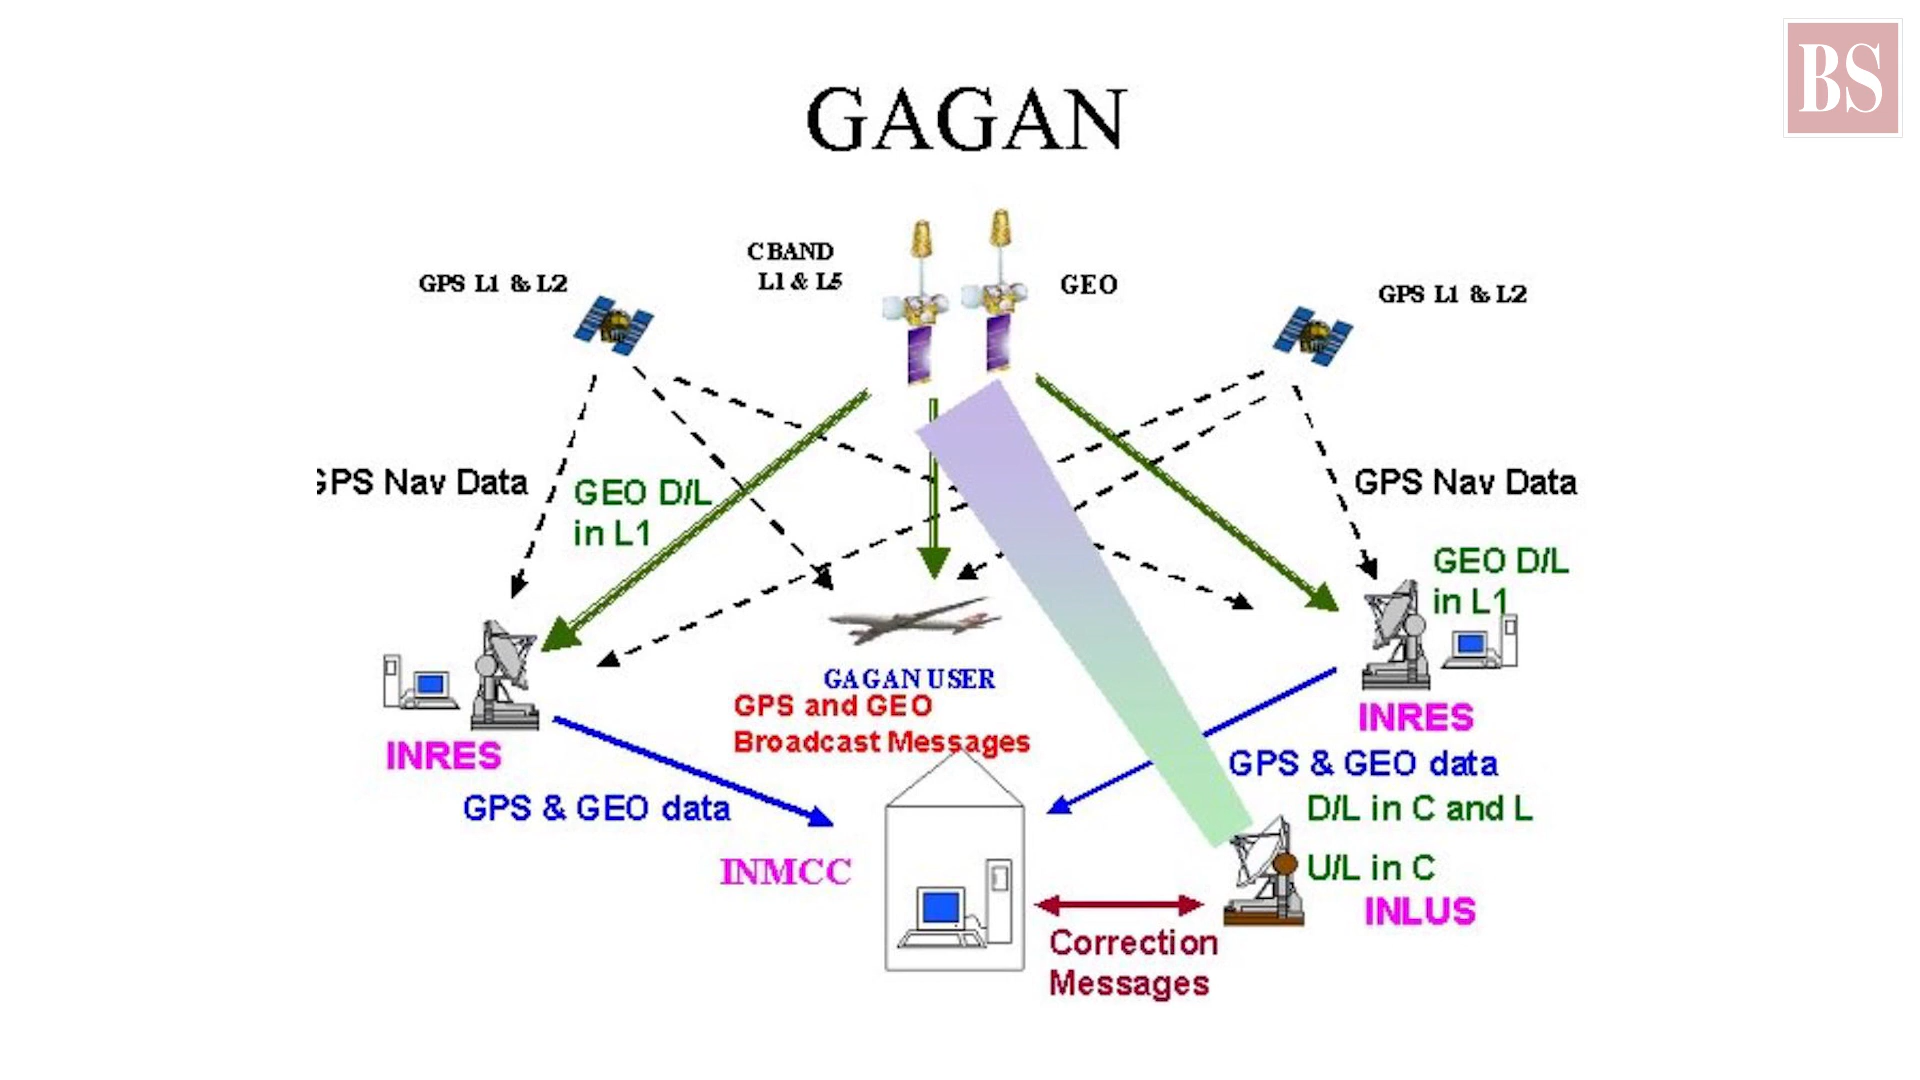 BS
GAGAN
C BAND
L1 & L5
GPS L1 & L2
GEO
GPS L1 & L2
GPS Nav Data
GEO D/L
in L1
GPS Nav Data
GEO D/L
in L1
GAGAN USER
GPS and GEO
Broadcast Messages
INRES
INRES
GPS & GEO data
GPS & GEO data
D/L in C and L
U/L in C
INMCC
INLUS
Correction
Messages